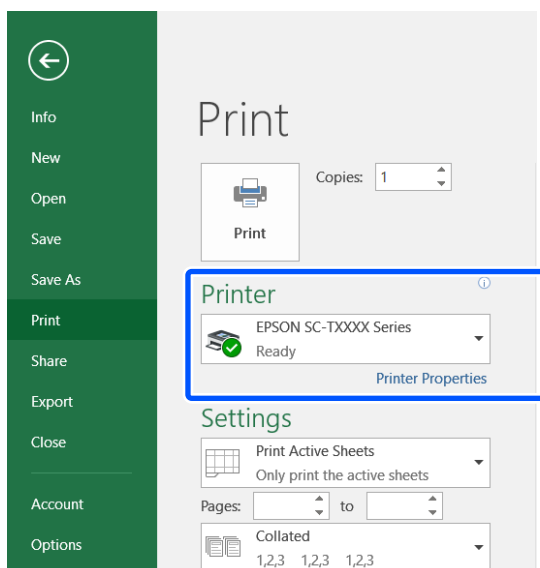 Info
New
Open
Save
Save As
Print
Share
Export
Close
Account
Options
Print
Copies: 1
Print
Printer
EPSON SC-TXXXX Series
Ready
Printer Properties
Settings
Print Active Sheets
Only print the active sheets
Pages: to
Collated
1,2,3 1,2,3 1,2,3